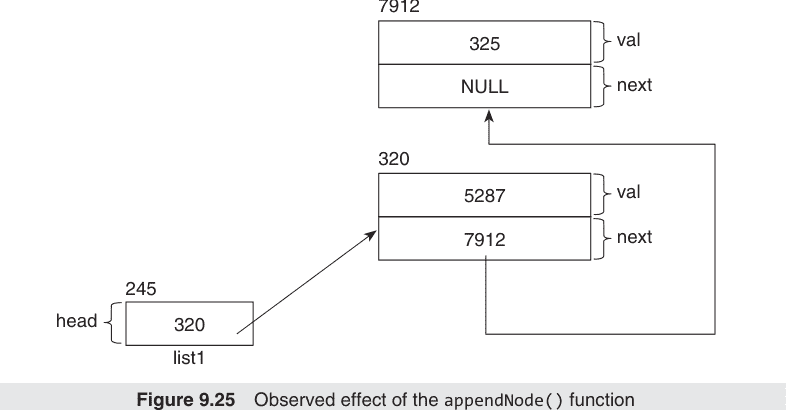 7912
325
val
NULL
next
320
5287
val
7912
next
245
head
320
list1
Figure 9.25 Observed effect of the appendNode() function